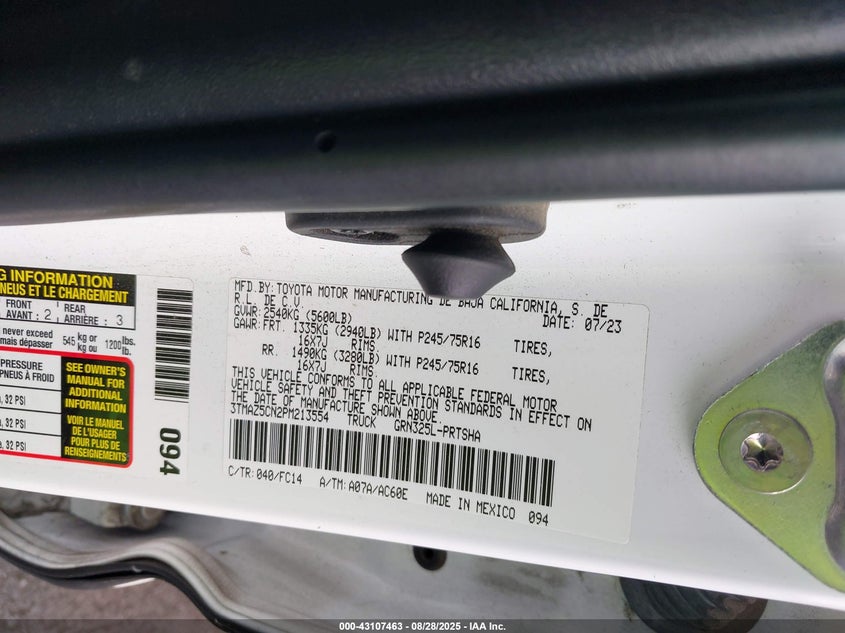 G INFORMATION
PNEUS ET LE CHARGEMENT
FRONT
AVANT : 2
REAR
ARRIÈRE : 3
never exceed
mais dépasser
545 kg or
kg ou
1200 lbs.
lb.
PRESSURE
PNEUS À FROID
, 32 PSI
, 32 PSI
, 32 PSI
SEE OWNER'S
MANUAL FOR
ADDITIONAL
INFORMATION
VOIR LE MANUEL
DE L'USAGER
POUR PLUS DE
RENSEIGNEMENTS
094
MFD.BY:TOYOTA MOTOR MANUFACTURING DE BAJA CALIFORNIA, S. DE
R.L. DE C.V.
DATE: 07/23
GVWR:2540KG (5600LB)
GAWR:FRT. 1335KG (2940LB) WITH P245/75R16 TIRES,
16X7J RIMS
RR. 1490KG (3280LB) WITH P245/75R16 TIRES,
16X7J RIMS
THIS VEHICLE CONFORMS TO ALL APPLICABLE FEDERAL MOTOR
VEHICLE SAFETY AND THEFT PREVENTION STANDARDS IN EFFECT ON
THE DATE OF MANUFACTURE SHOWN ABOVE.
3TMAZ5CN2PM213554 TRUCK GRN325L-PRTSHA
C/TR:040/FC14 A/TM:A07A/AC60E MADE IN MEXICO 094
000-43107463 - 08/28/2025 - IAA Inc.